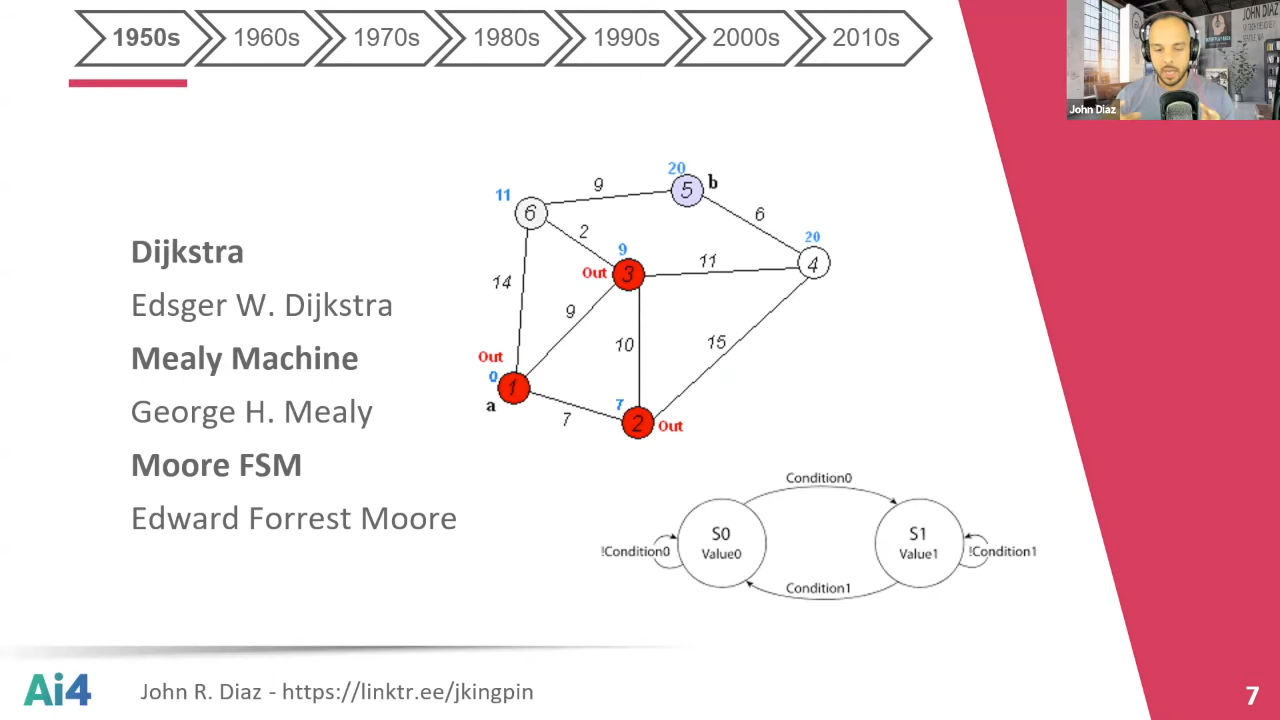 1950s 1960s 1970s 1980s 1990s 2000s 2010s
John Diaz
Dijkstra
Edsger W. Dijkstra
Mealy Machine
George H. Mealy
Moore FSM
Edward Forrest Moore
20
5 b
9
11
6
6
2
20
9
4
11
Out 3
14
9
10
15
Out
0 1
a
7
7
2 Out
Condition0
S0
Value0
S1
Value1
!Condition0
!Condition1
Condition1
Ai4
John R. Diaz - https://linktr.ee/jkingpin
7